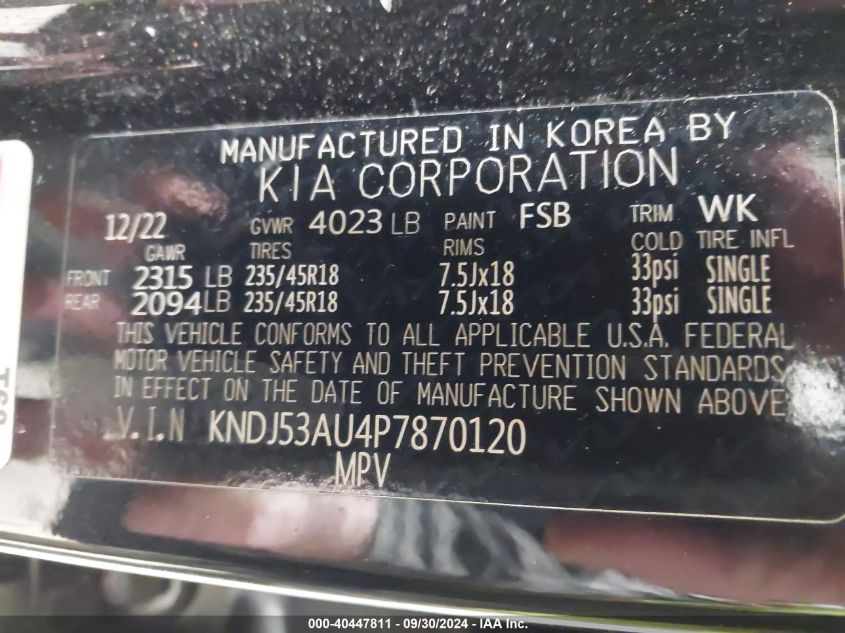 MANUFACTURED IN KOREA BY
KIA CORPORATION
12/22 GVWR 4023 LB PAINT FSB TRIM WK
GAWR TIRES RIMS COLD TIRE INFL
FRONT 2315 LB 235/45R18 7.5Jx18 33psi SINGLE
REAR 2094 LB 235/45R18 7.5Jx18 33psi SINGLE
THIS VEHICLE CONFORMS TO ALL APPLICABLE U.S.A. FEDERAL
MOTOR VEHICLE SAFETY AND THEFT PREVENTION STANDARDS
IN EFFECT ON THE DATE OF MANUFACTURE SHOWN ABOVE
V.I.N KNDJ53AU4P7870120
MPV
000-40447811 - 09/30/2024 - IAA Inc.